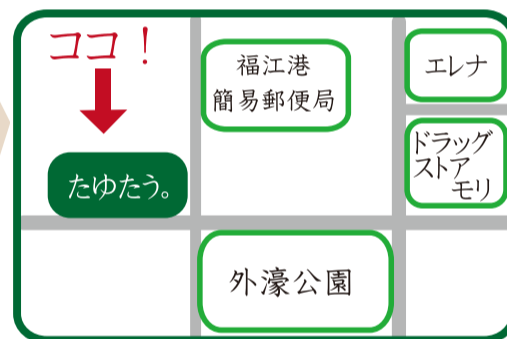 ココ！
たゆたう。
福江港
簡易郵便局
エレナ
ドラッグ
ストア
モリ
外濠公園